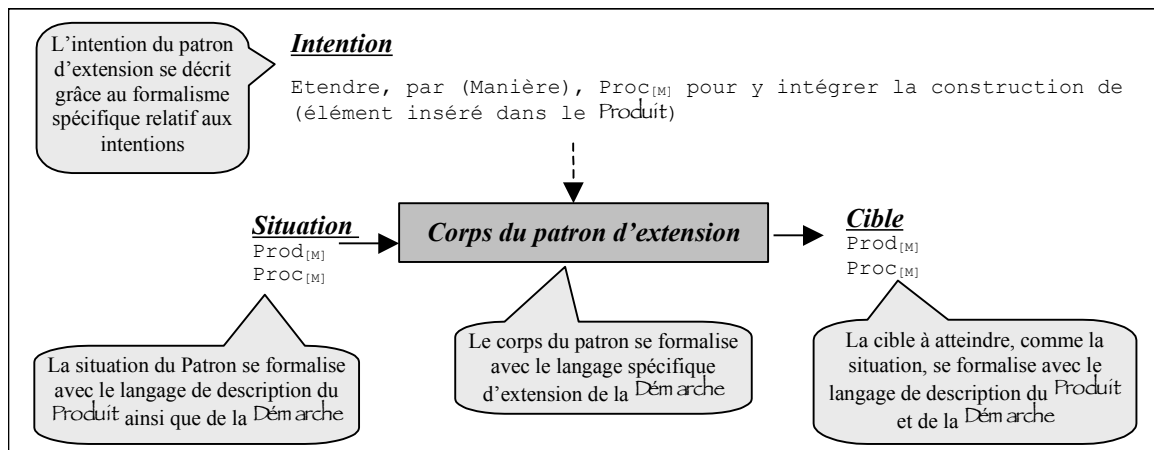 L'intention du patron
d'extension se décrit
grâce au formalisme
spécifique relatif aux
intentions
Intention
Etendre, par (Manière), Proc[M] pour y intégrer la construction de
(élément inséré dans le Produit)
Situation
Prod[M]
Proc[M]
Corps du patron d'extension
Cible
Prod[M]
Proc[M]
La situation du Patron se formalise
avec le langage de description du
Produit ainsi que de la Démarche
Le corps du patron se formalise
avec le langage spécifique
d'extension de la Démarche
La cible à atteindre, comme la
situation, se formalise avec le
langage de description du Produit
et de la Démarche